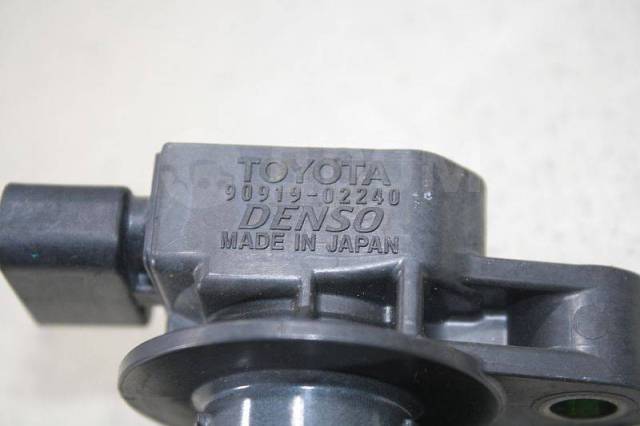 TOYOTA
90919-02240
DENSO
MADE IN JAPAN